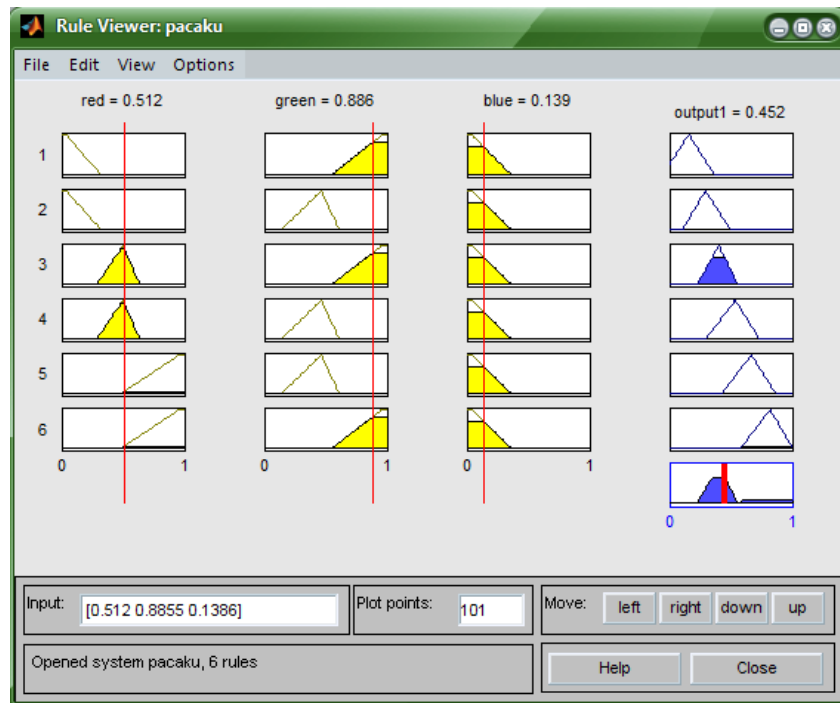 Rule Viewer: pacaku
File Edit View Options
red = 0.512 green = 0.886 blue = 0.139 output1 = 0.452
1
2
3
4
5
6
0 1 0 1 0 1
0 1
Input: [0.512 0.8855 0.1386] Plot points: 101 Move: left right down up
Opened system pacaku, 6 rules Help Close